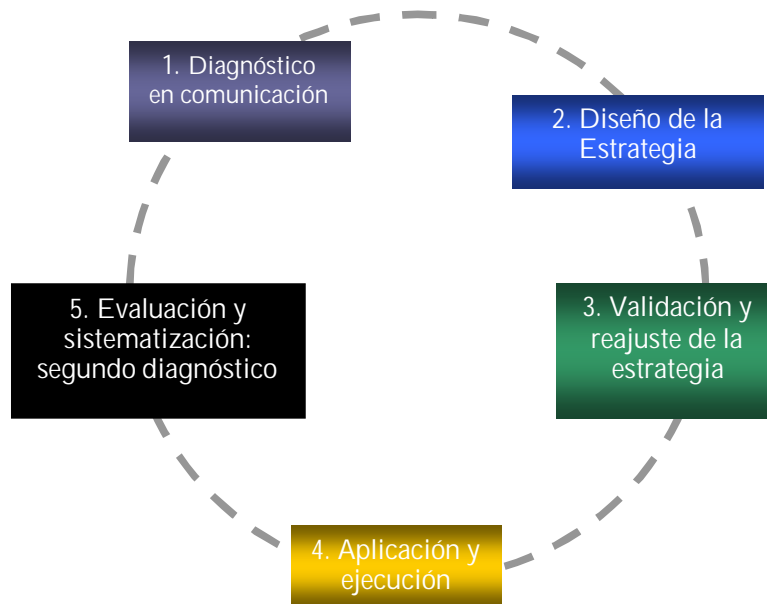 1. Diagnóstico
en comunicación
2. Diseño de la
Estrategia
3. Validación y
reajuste de la
estrategia
4. Aplicación y
ejecución
5. Evaluación y
sistematización:
segundo diagnóstico